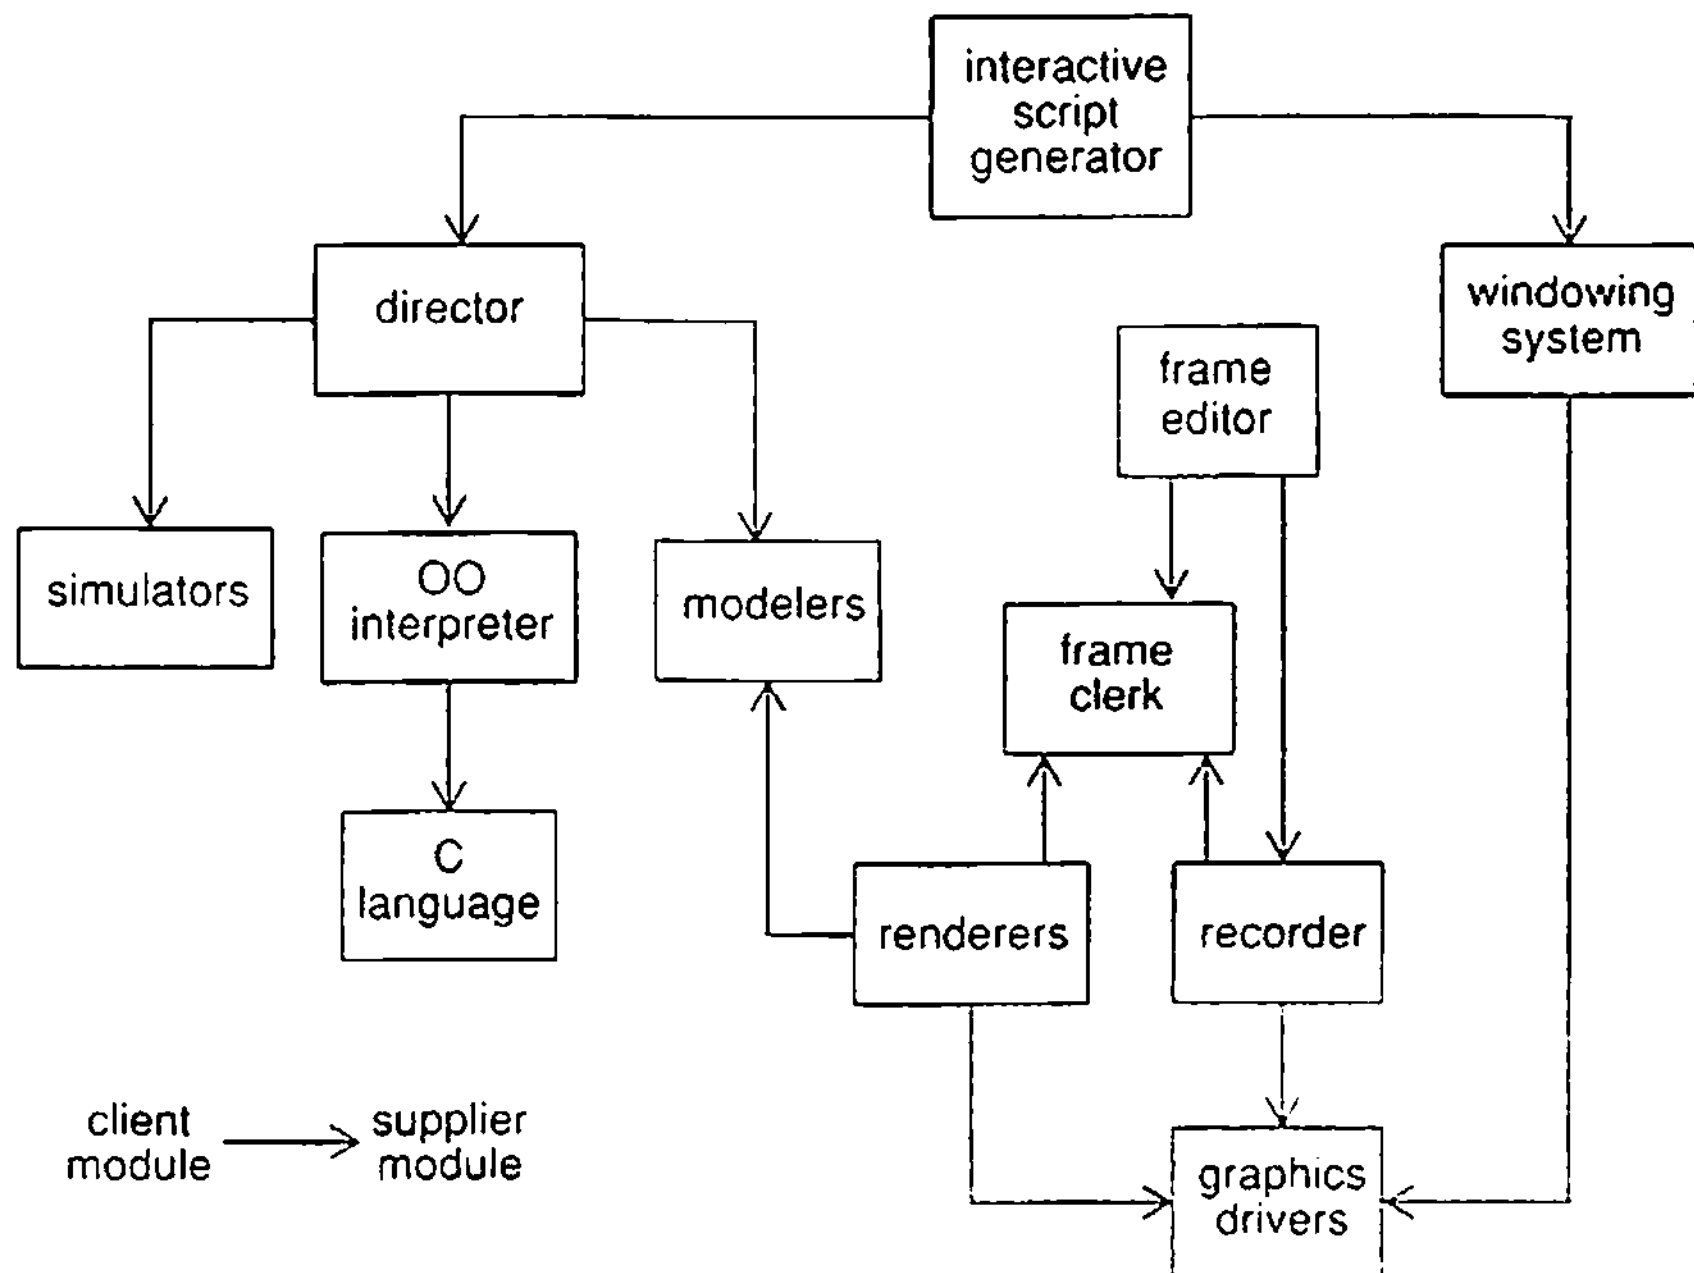 interactive
script
generator
director
windowing
system
frame
editor
simulators
OO
interpreter
modelers
frame
clerk
C
language
renderers
recorder
client
module
supplier
module
graphics
drivers